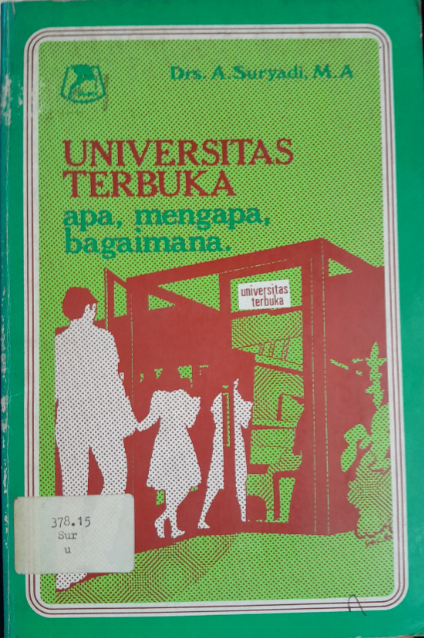 Drs. A. Suryadi, M.A
UNIVERSITAS
TERBUKA
apa, mengapa,
bagaimana.
universitas
terbuka
378.15
Sur
u